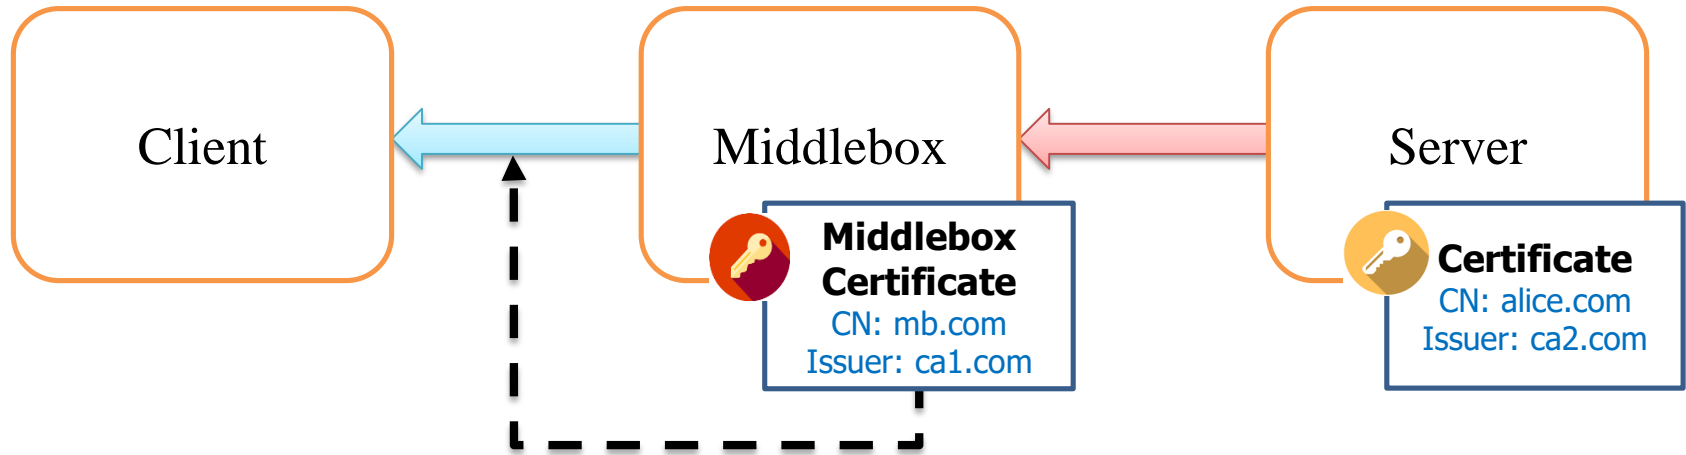 Client
Middlebox
Server
Middlebox
Certificate
CN: mb.com
Issuer: ca1.com
Certificate
CN: alice.com
Issuer: ca2.com